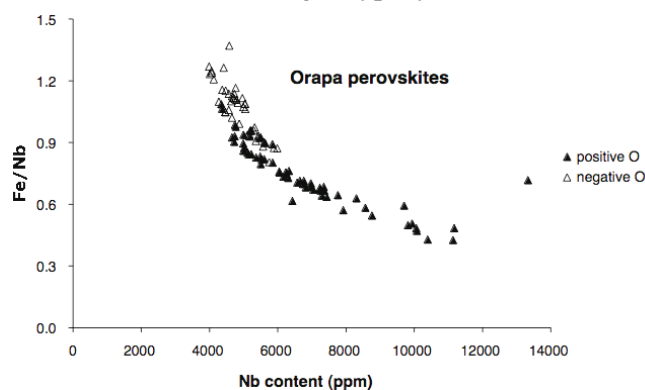 1.5
1.2
Orapa perovskites
0.9
Fe/Nb
positive O
negative O
0.6
0.3
0.0
0 2000 4000 6000 8000 10000 12000 14000
Nb content (ppm)